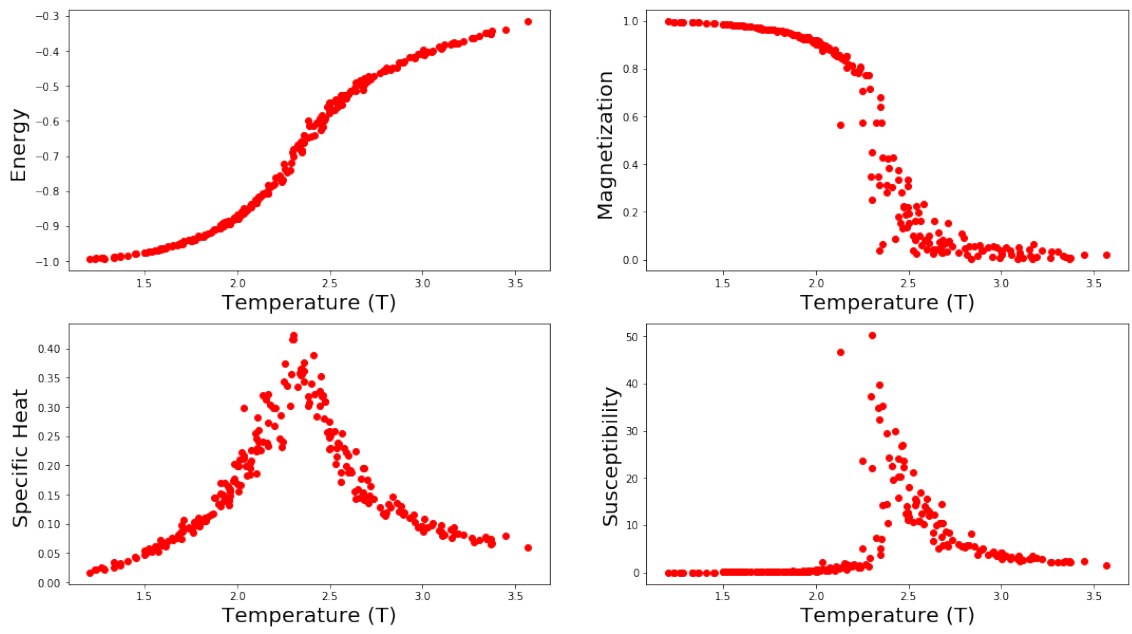 −0.3
−0.4
−0.5
−0.6
−0.7
−0.8
−0.9
−1.0
Energy
1.5 2.0 2.5 3.0 3.5
Temperature (T)
1.0
0.8
0.6
0.4
0.2
0.0
Magnetization
1.5 2.0 2.5 3.0 3.5
Temperature (T)
0.40
0.35
0.30
0.25
0.20
0.15
0.10
0.05
0.00
Specific Heat
1.5 2.0 2.5 3.0 3.5
Temperature (T)
50
40
30
20
10
0
Susceptibility
1.5 2.0 2.5 3.0 3.5
Temperature (T)